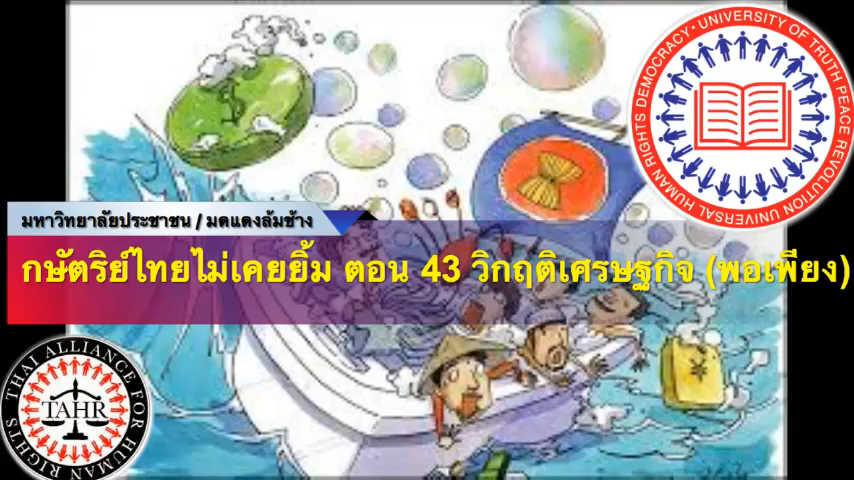 DEMOCRACY • UNIVERSITY OF TRUTH PEACE REVOLUTION UNIVERSAL HUMAN RIGHTS
มหาวิทยาลัยประชาชน / มดแดงล้มช้าง
กษัตริย์ไทยไม่เคยยิ้ม ตอน 43 วิกฤติเศรษฐกิจ (พอเพียง)
THAI ALLIANCE FOR HUMAN RIGHTS
TAHR